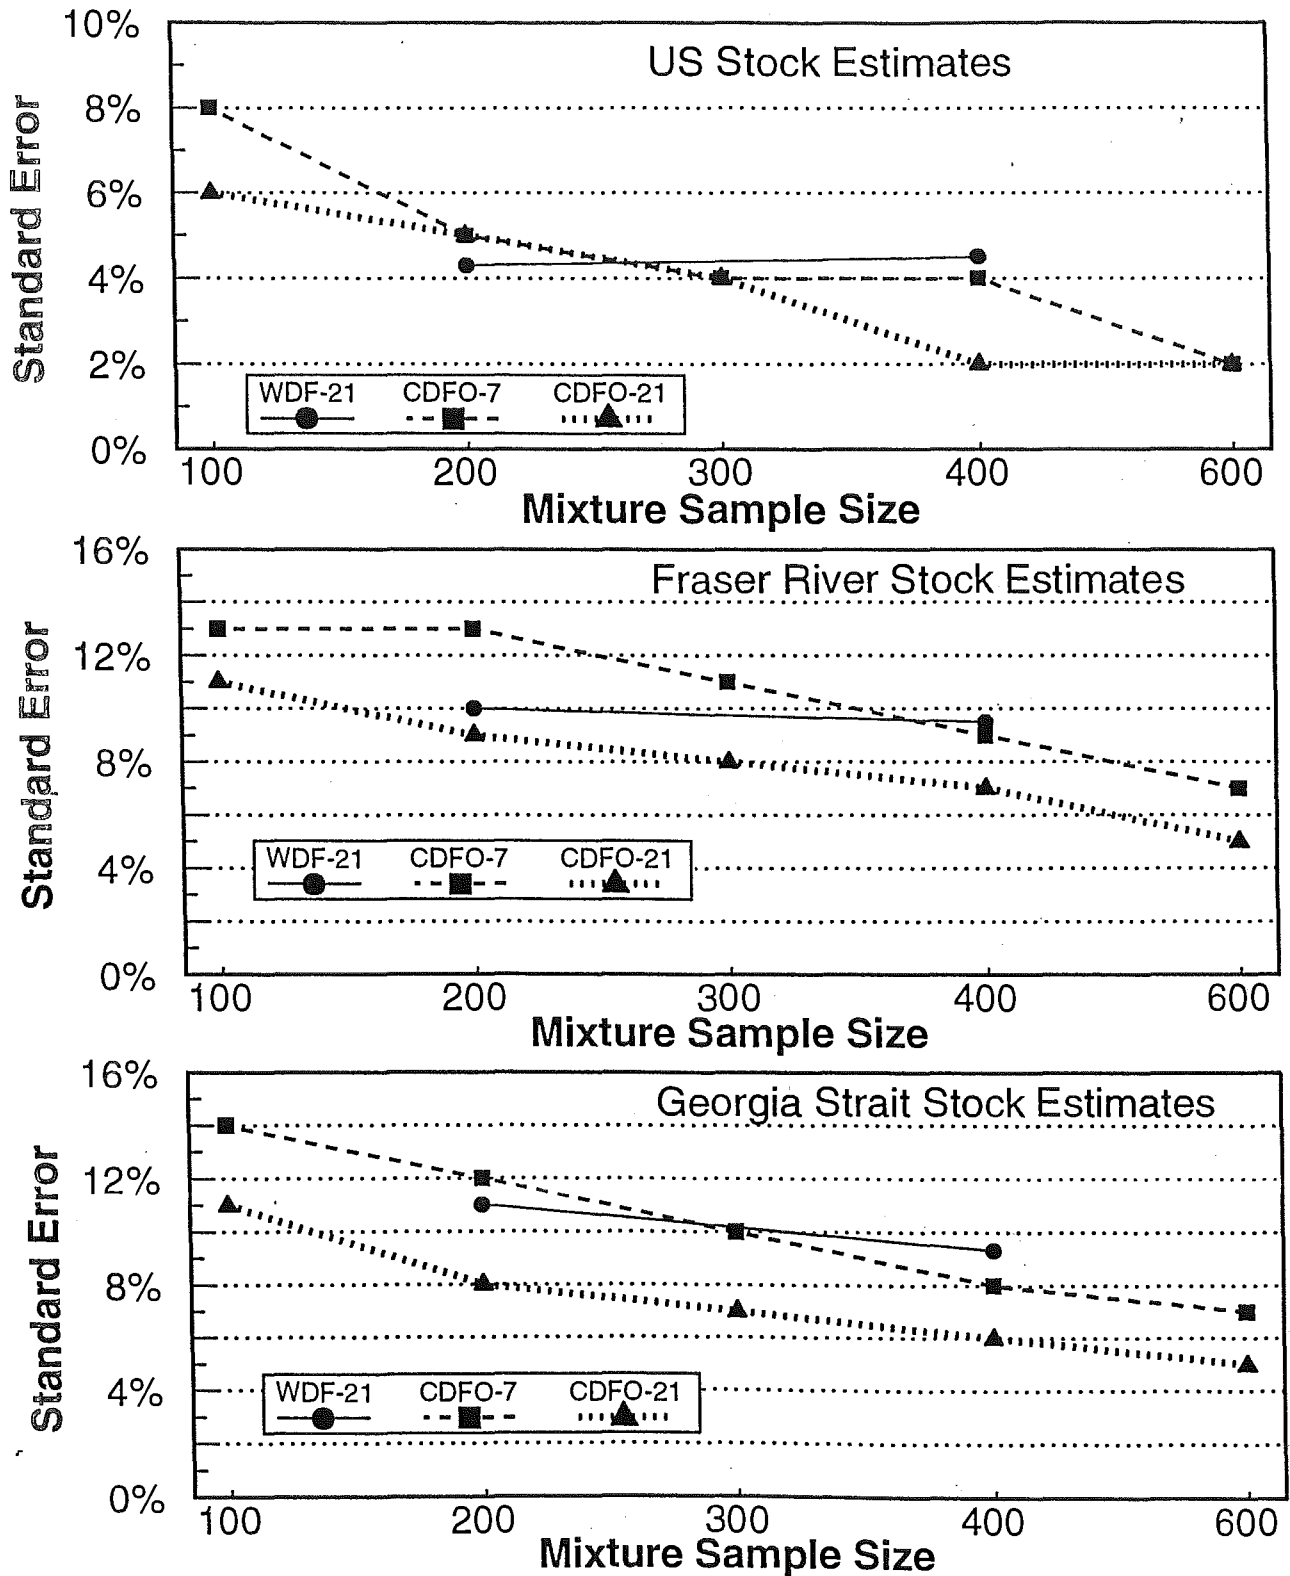 10%
US Stock Estimates
8%
6%
4%
2%
0%
Standard Error
WDF-21 CDFO-7 CDFO-21
100 200 300 400 600
Mixture Sample Size
16%
Fraser River Stock Estimates
12%
8%
4%
0%
Standard Error
WDF-21 CDFO-7 CDFO-21
100 200 300 400 600
Mixture Sample Size
16%
Georgia Strait Stock Estimates
12%
8%
4%
0%
Standard Error
WDF-21 CDFO-7 CDFO-21
100 200 300 400 600
Mixture Sample Size